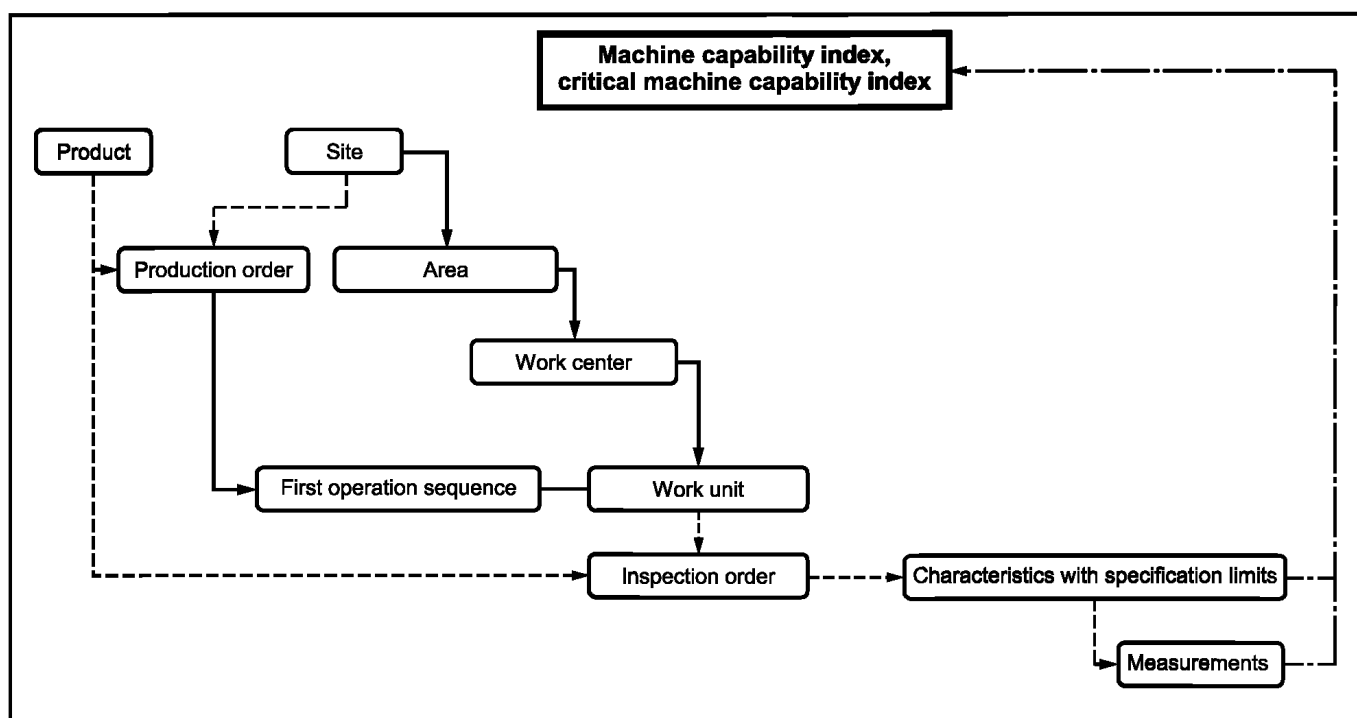 Machine capability index,
critical machine capability index
Product
Site
Production order
Area
Work center
First operation sequence
Work unit
Inspection order
Characteristics with specification limits
Measurements